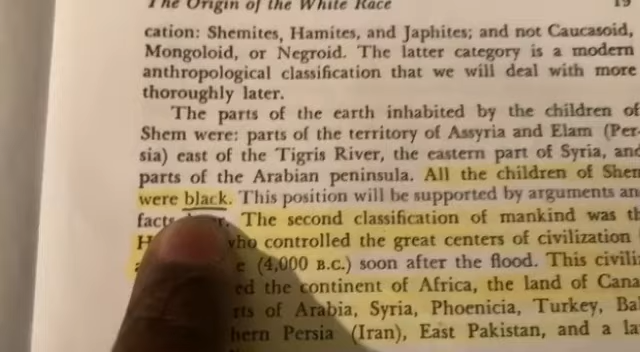 The Origin of the White Race 19
cation: Shemites, Hamites, and Japhites; and not Caucasoid,
Mongoloid, or Negroid. The latter category is a modern
anthropological classification that we will deal with more
thoroughly later.
The parts of the earth inhabited by the children of
Shem were: parts of the territory of Assyria and Elam (Per-
sia) east of the Tigris River, the eastern part of Syria, and
parts of the Arabian peninsula. All the children of Shem
were black. This position will be supported by arguments an
facts The second classification of mankind was th
who controlled the great centers of civilization
(4,000 B.C.) soon after the flood. This civili
ed the continent of Africa, the land of Cana
rts of Arabia, Syria, Phoenicia, Turkey, Ba
hern Persia (Iran), East Pakistan, and a la